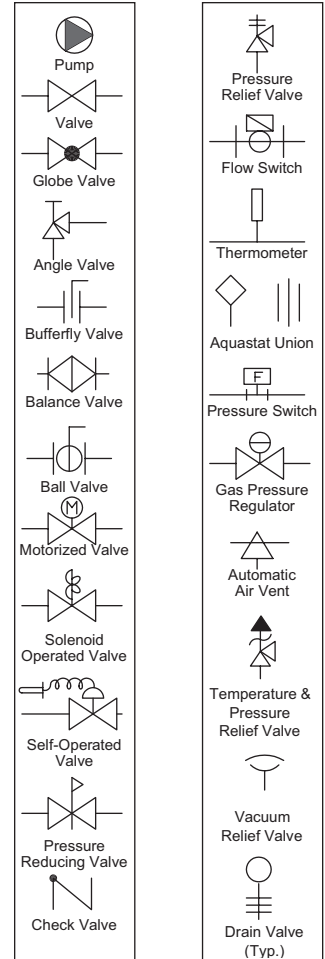 Pump
Valve
Globe Valve
Angle Valve
Bufferfly Valve
Balance Valve
Ball Valve
M
Motorized Valve
Solenoid
Operated Valve
Self-Operated
Valve
Pressure
Reducing Valve
Check Valve
Pressure
Relief Valve
Flow Switch
Thermometer
Aquastat Union
F
Pressure Switch
Gas Pressure
Regulator
Automatic
Air Vent
Temperature &
Pressure
Relief Valve
Vacuum
Relief Valve
Drain Valve
(Typ.)